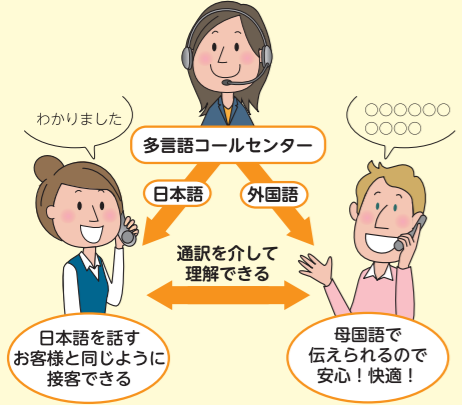 わかりました
○○○○○○
○○○○
多言語コールセンター
日本語
外国語
通訳を介して
理解できる
日本語を話す
お客様と同じように
接客できる
母国語で
伝えられるので
安心！快適！